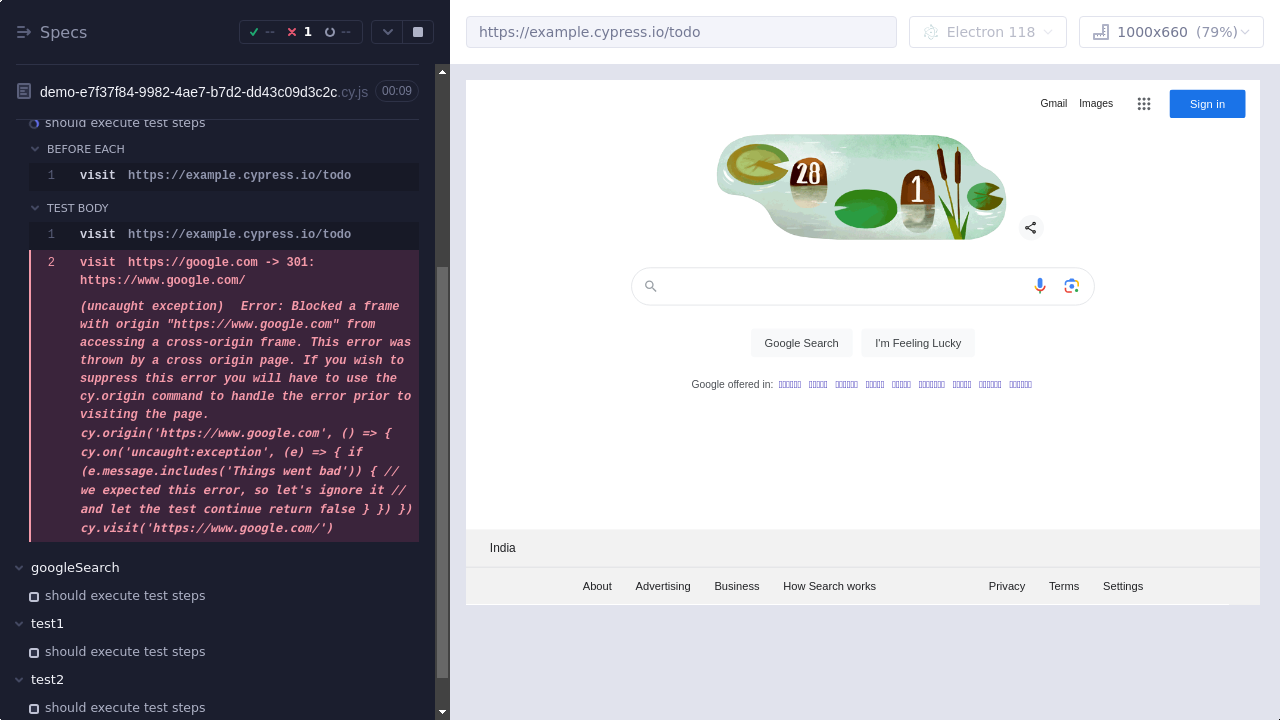 Specs
--
1
--
https://example.cypress.io/todo
Electron 118
1000x660 (79%)
demo-e7f37f84-9982-4ae7-b7d2-dd43c09d3c2c.cy.js
00:09
should execute test steps
BEFORE EACH
1 visit https://example.cypress.io/todo
TEST BODY
1 visit https://example.cypress.io/todo
2 visit https://google.com -> 301:
https://www.google.com/
(uncaught exception) Error: Blocked a frame
with origin "https://www.google.com" from
accessing a cross-origin frame. This error was
thrown by a cross origin page. If you wish to
suppress this error you will have to use the
cy.origin command to handle the error prior to
visiting the page.
cy.origin('https://www.google.com', () => {
cy.on('uncaught:exception', (e) => { if
(e.message.includes('Things went bad')) { //
we expected this error, so let's ignore it //
and let the test continue return false } }) })
cy.visit('https://www.google.com/')
googleSearch
should execute test steps
test1
should execute test steps
test2
should execute test steps
Gmail
Images
Sign in
28
1
Google Search
I'm Feeling Lucky
Google offered in:
India
About
Advertising
Business
How Search works
Privacy
Terms
Settings